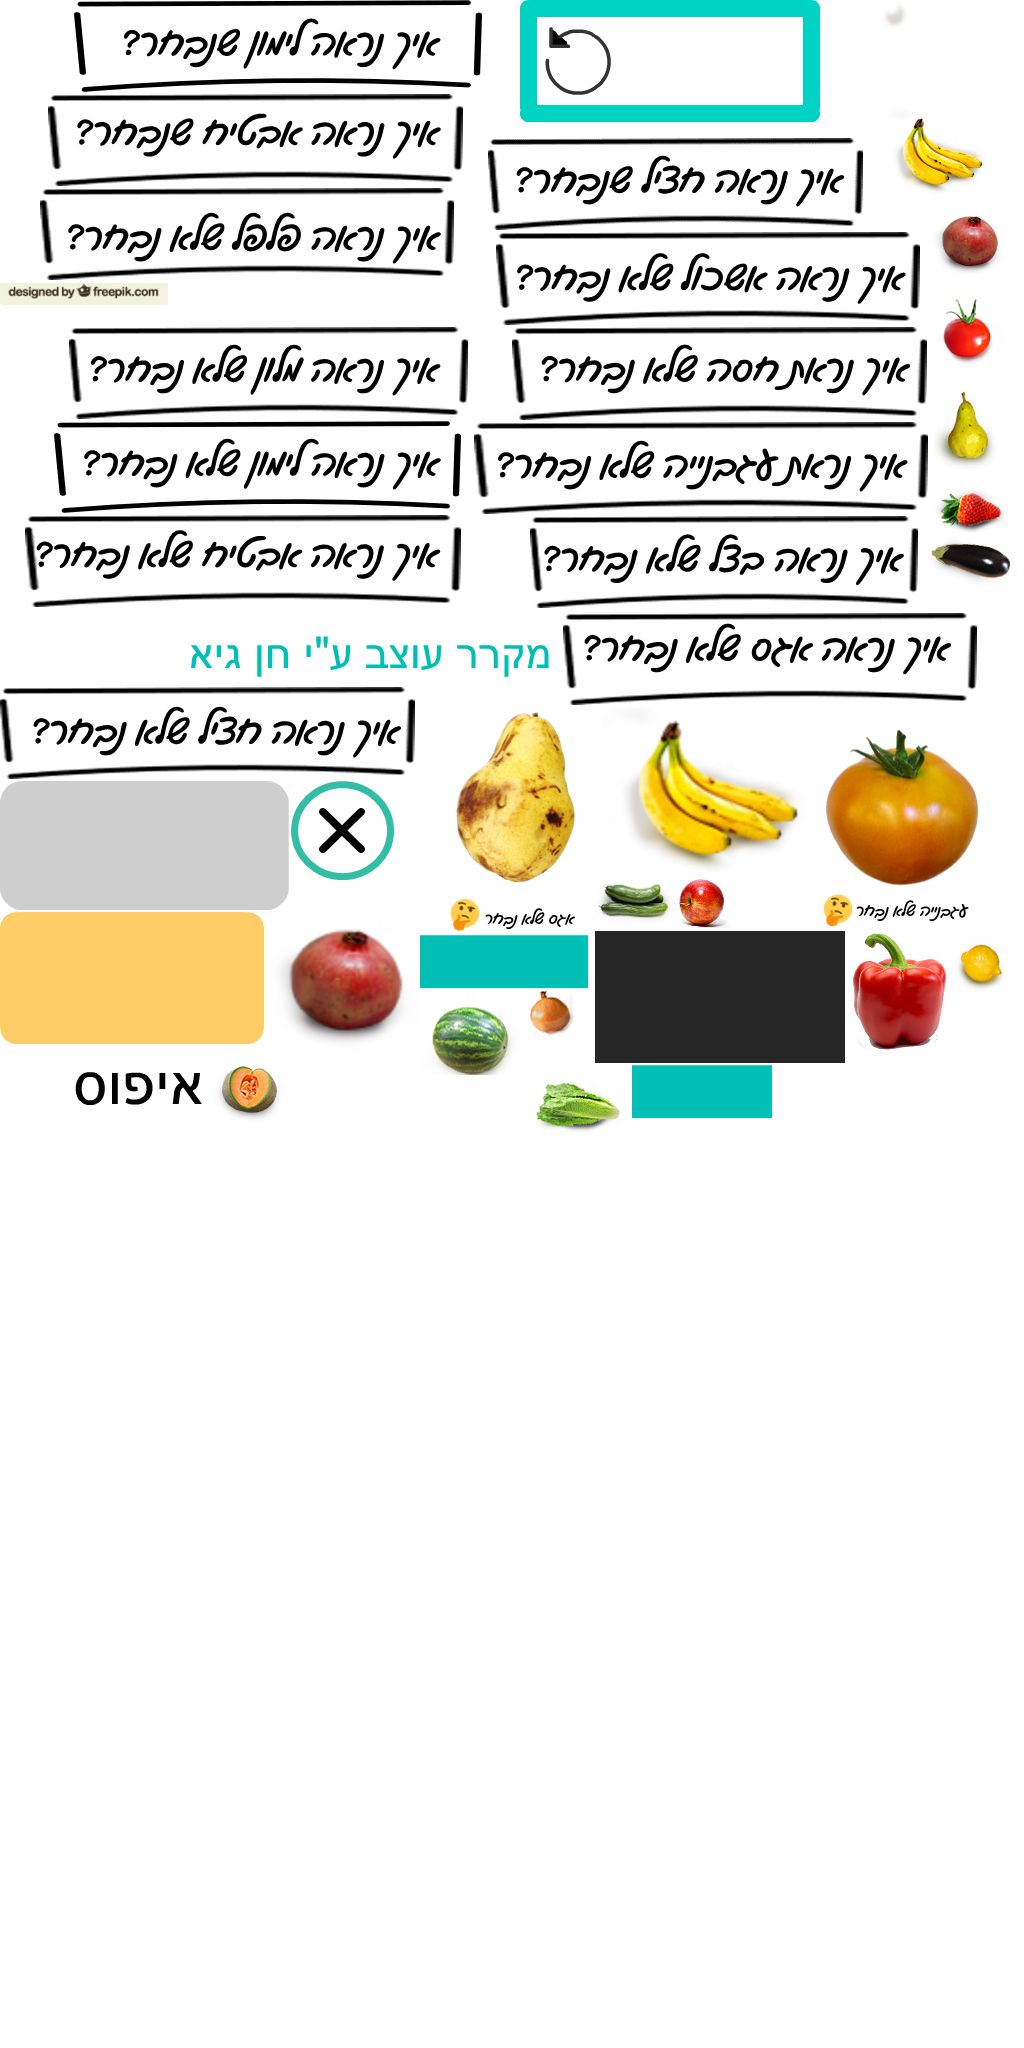 איך נראה לימון שנבחר?
איך נראה אבטיח שנבחר?
איך נראה חציל שנבחר?
איך נראה פלפל שלא נבחר?
איך נראה אשכול שלא נבחר?
designed by freepik.com
איך נראה מלון שלא נבחר?
איך נראת חסה שלא נבחר?
איך נראה לימון שלא נבחר?
איך נראת עגבנייה שלא נבחר?
איך נראה אבטיח שלא נבחר?
איך נראה בצל שלא נבחר?
איך נראה אגס שלא נבחר?
מקרר עוצב ע"י חן גיא
איך נראה חציל שלא נבחר?
אגס שלא נבחר
עגבנייה שלא נבחר
איפוס